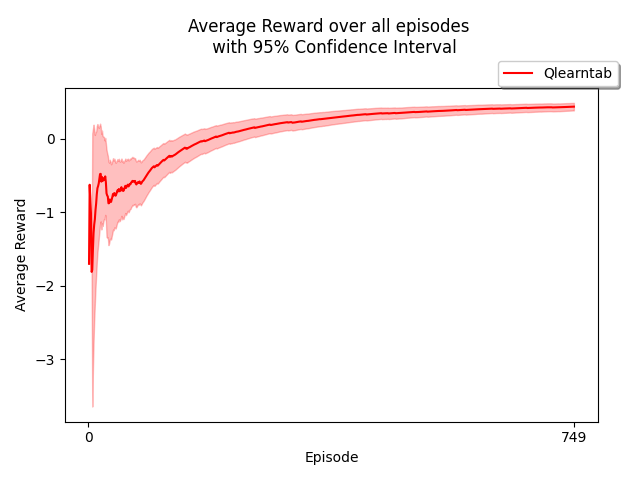 Average Reward over all episodes
with 95% Confidence Interval
Qlearntab
0
−1
−2
−3
Average Reward
0
749
Episode